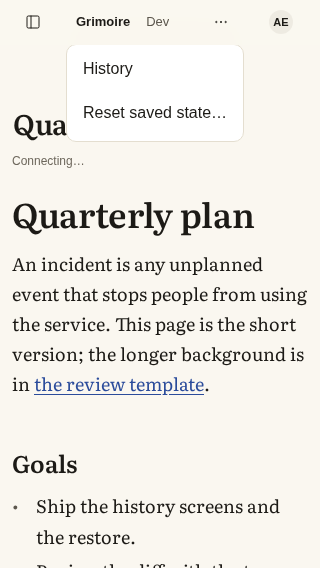 Grimoire Dev ... AE
History
Reset saved state…
Qua
Connecting…
Quarterly plan
An incident is any unplanned
event that stops people from using
the service. This page is the short
version; the longer background is
in the review template.
Goals
• Ship the history screens and
the restore.